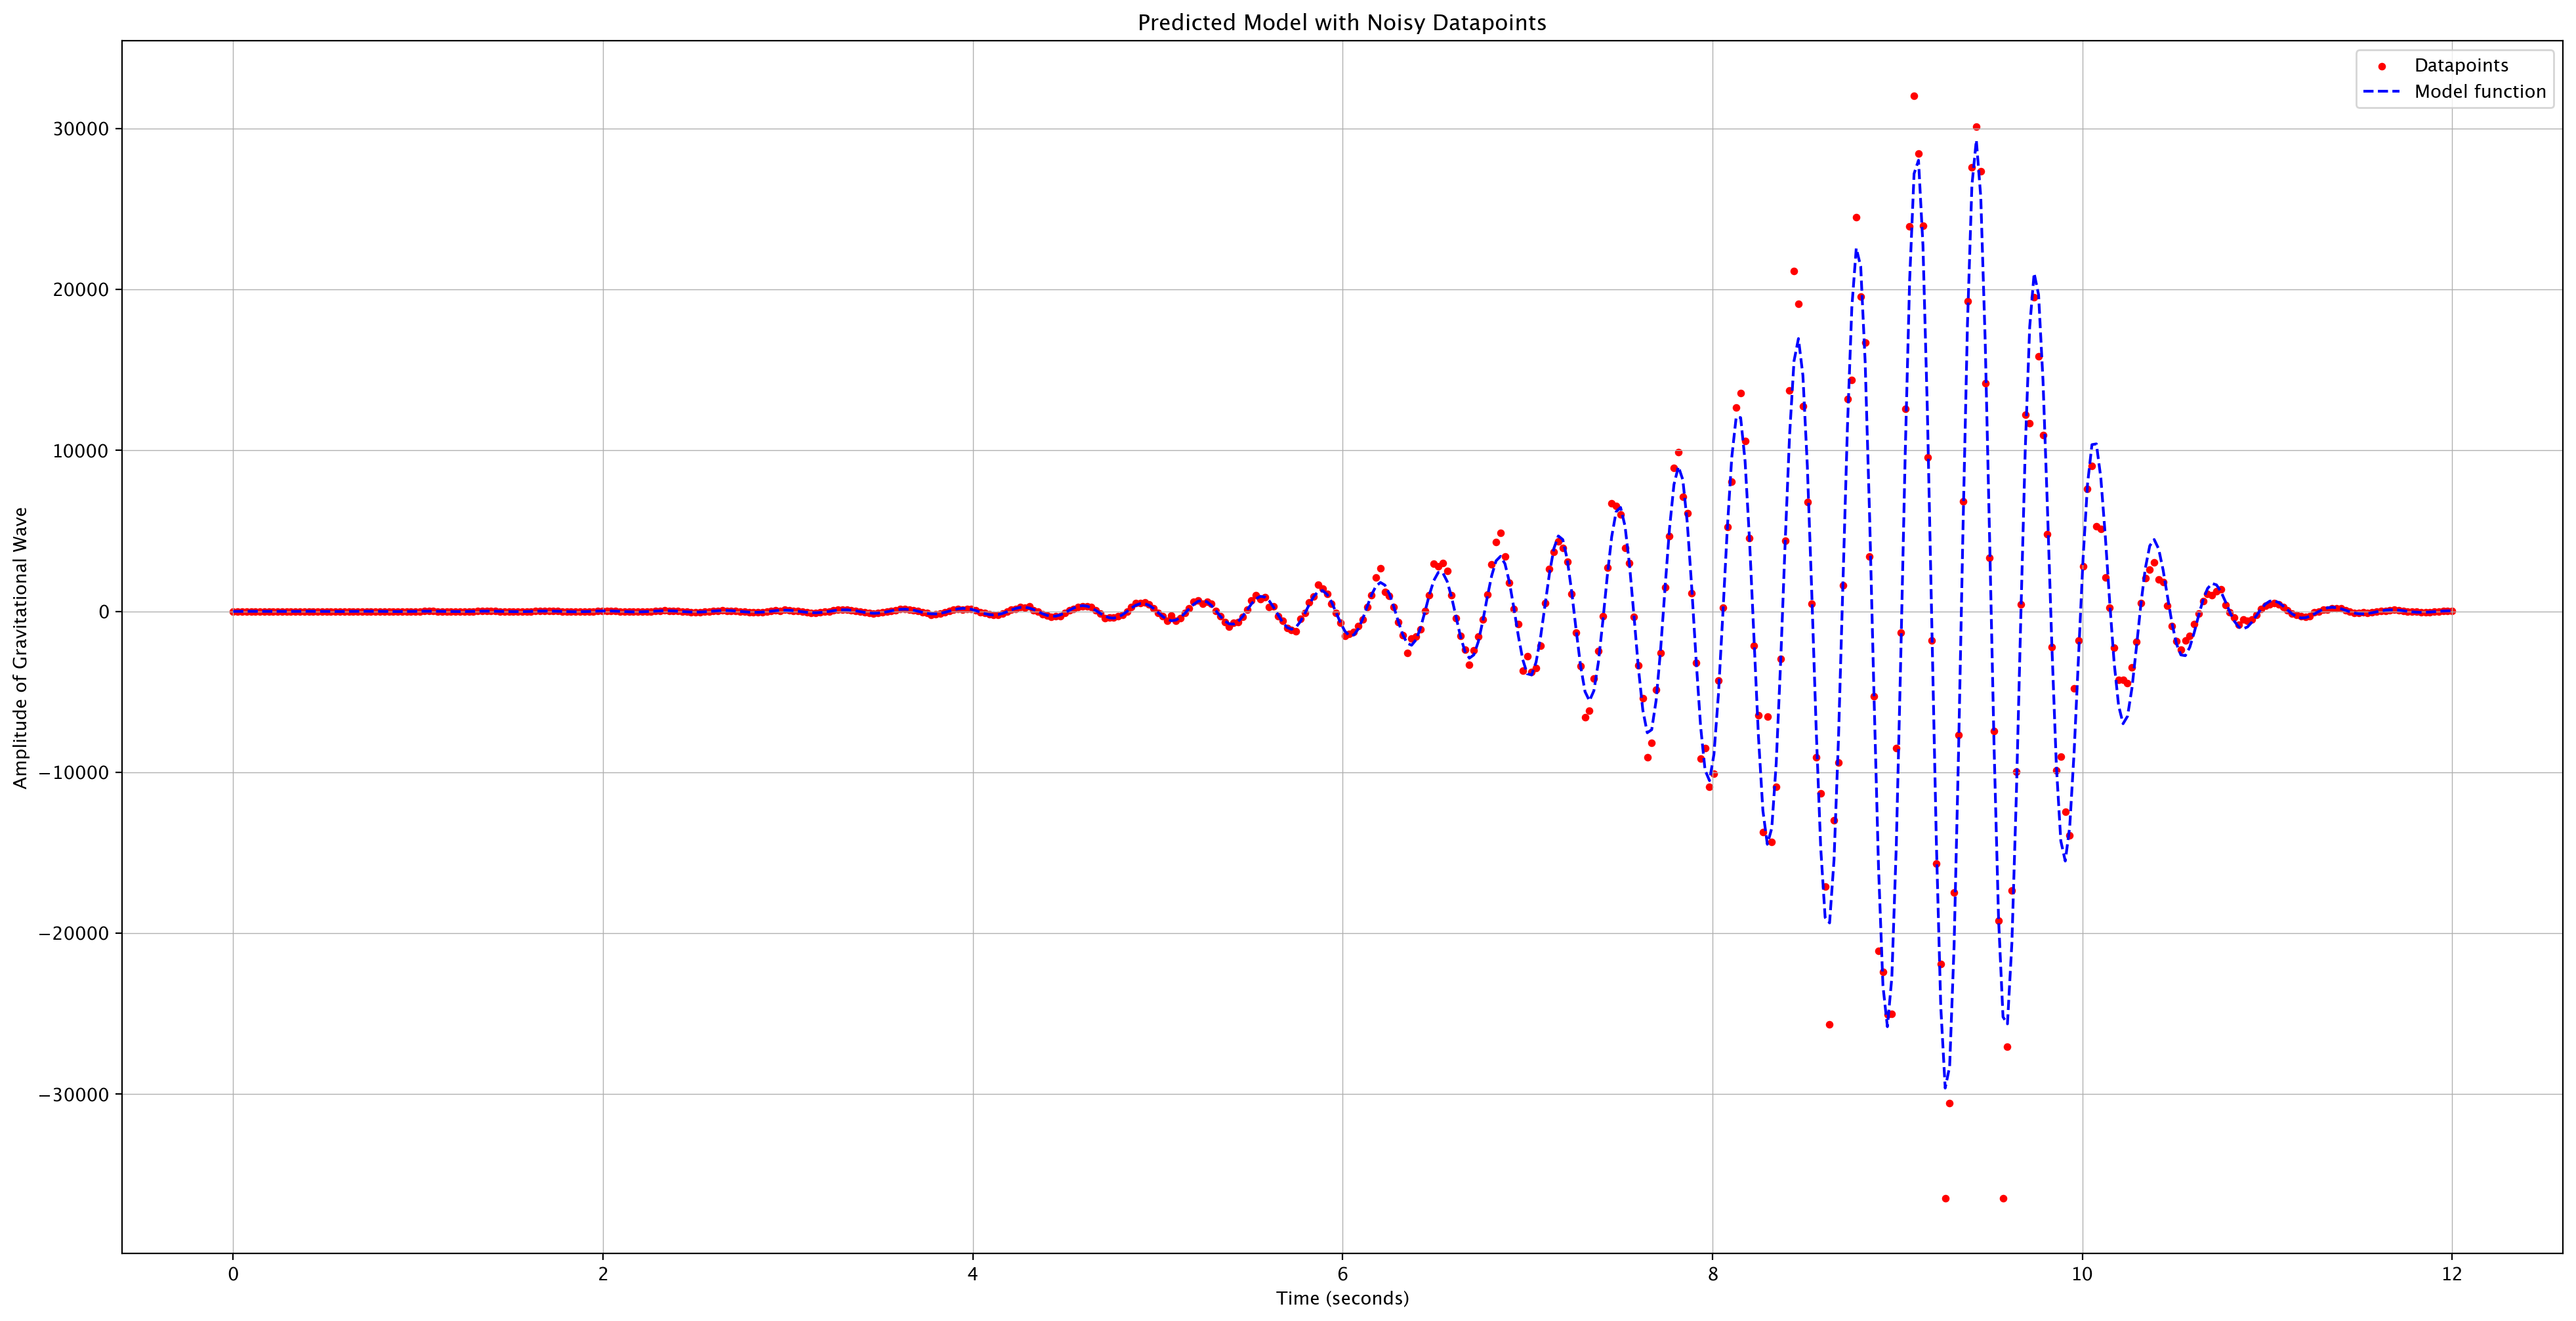 Predicted Model with Noisy Datapoints
Datapoints
Model function
Amplitude of Gravitational Wave
30000
20000
10000
0
−10000
−20000
−30000
0 2 4 6 8 10 12
Time (seconds)